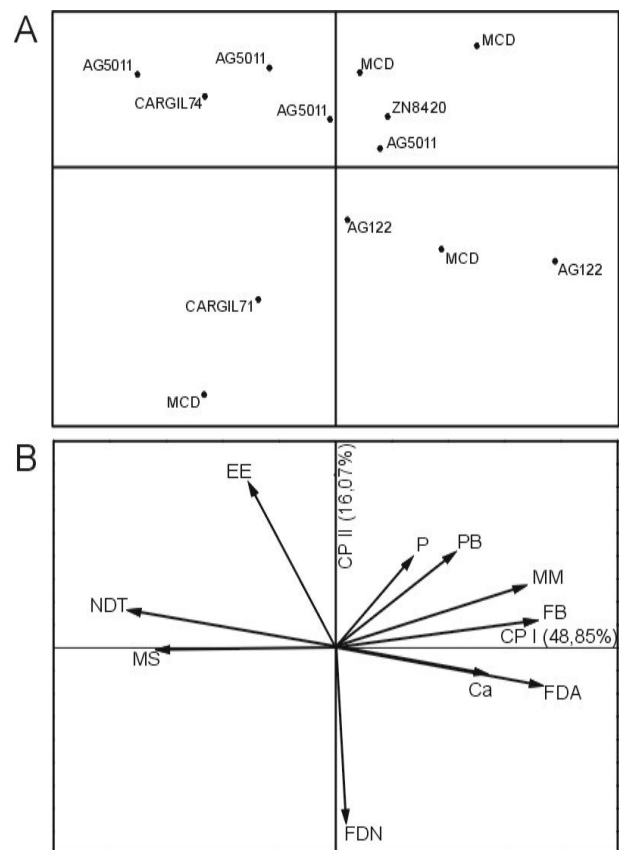 A
MCD
AG5011
AG5011
MCD
CARGIL74
AG5011
ZN8420
AG5011
AG122
MCD
AG122
CARGIL71
MCD
B
EE
CP II (16,07%)
P
PB
MM
NDT
FB
CP I (48,85%)
MS
Ca
FDA
FDN